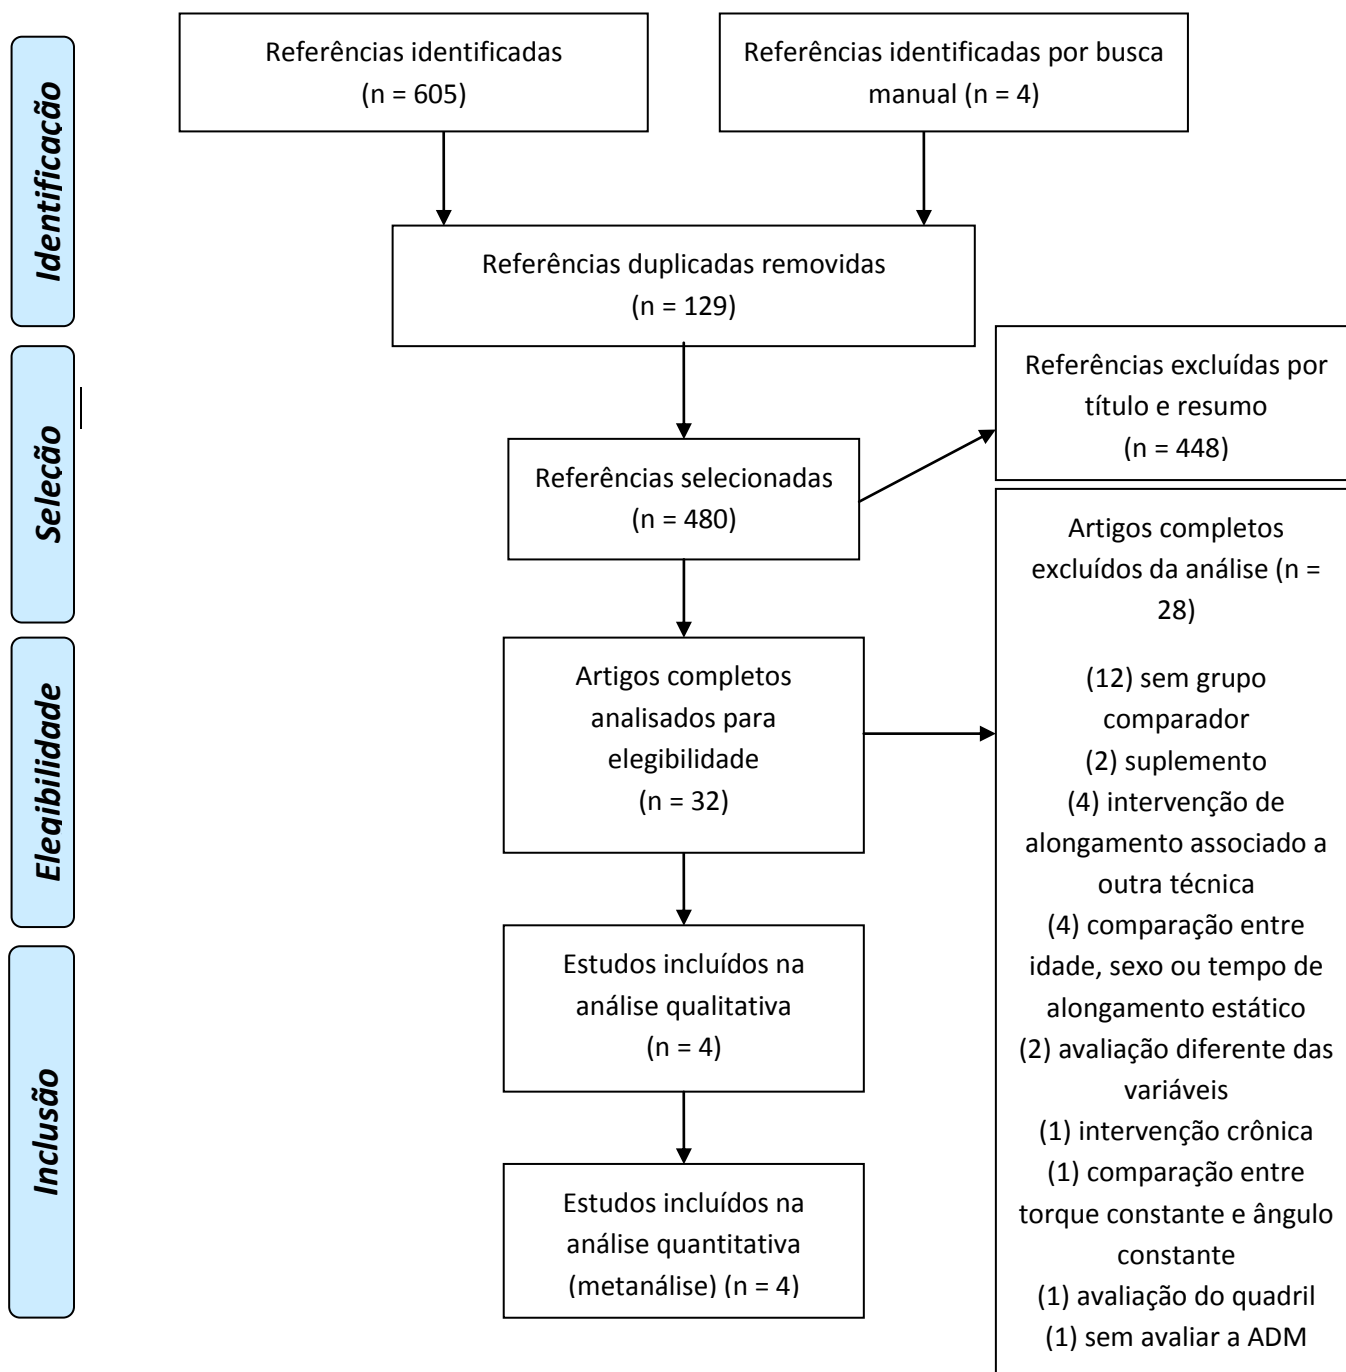 Identificação
Referências identificadas
(n = 605)
Referências identificadas por busca
manual (n = 4)
Referências duplicadas removidas
(n = 129)
Seleção
Referências selecionadas
(n = 480)
Referências excluídas por
título e resumo
(n = 448)
Elegibilidade
Artigos completos
analisados para
elegibilidade
(n = 32)
Artigos completos
excluídos da análise (n =
28)
(12) sem grupo
comparador
(2) suplemento
(4) intervenção de
alongamento associado a
outra técnica
(4) comparação entre
idade, sexo ou tempo de
alongamento estático
(2) avaliação diferente das
variáveis
(1) intervenção crônica
(1) comparação entre
torque constante e ângulo
constante
(1) avaliação do quadril
(1) sem avaliar a ADM
Inclusão
Estudos incluídos na
análise qualitativa
(n = 4)
Estudos incluídos na
análise quantitativa
(metanálise) (n = 4)